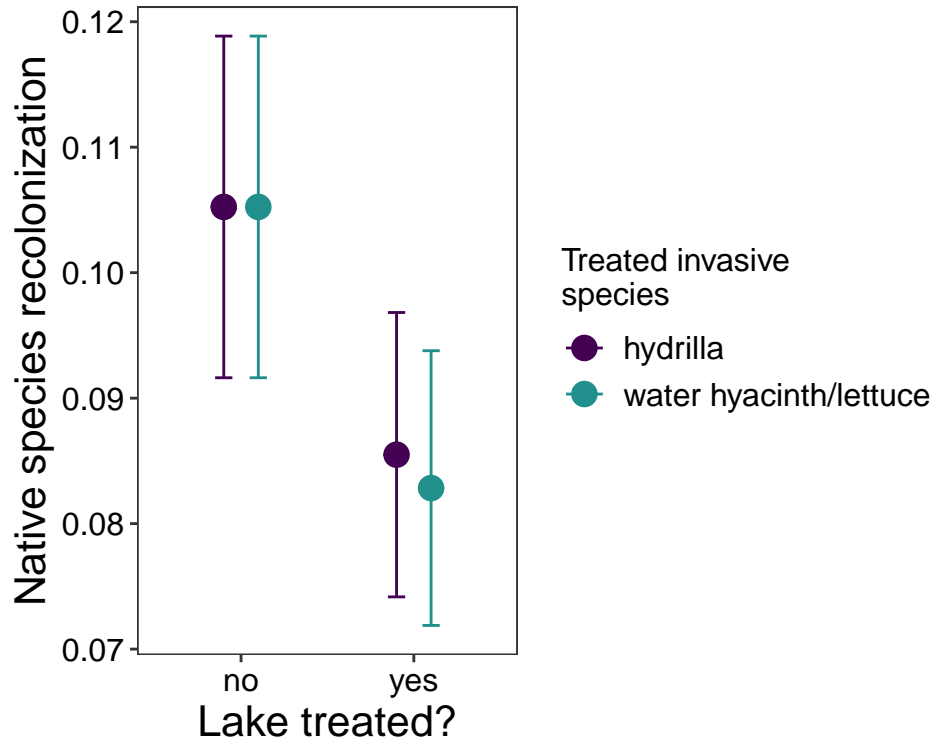 Native species recolonization
0.12
0.11
0.10
0.09
0.08
0.07
no
yes
Lake treated?
Treated invasive
species
hydrilla
water hyacinth/lettuce